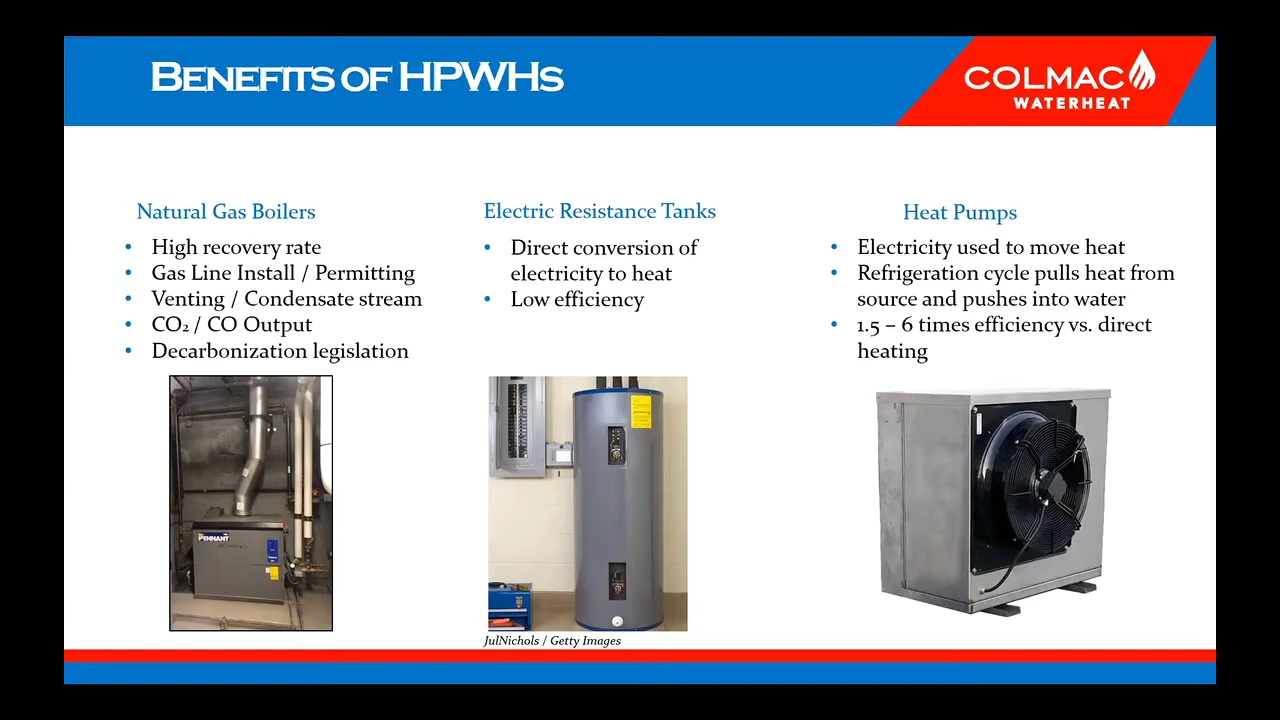 BENEFITS OF HPWHS
COLMAC
WATERHEAT
Natural Gas Boilers
• High recovery rate
• Gas Line Install / Permitting
• Venting / Condensate stream
• CO₂ / CO Output
• Decarbonization legislation
Electric Resistance Tanks
• Direct conversion of
electricity to heat
• Low efficiency
Heat Pumps
• Electricity used to move heat
• Refrigeration cycle pulls heat from
source and pushes into water
• 1.5 – 6 times efficiency vs. direct
heating
PENNANT
JulNichols / Getty Images